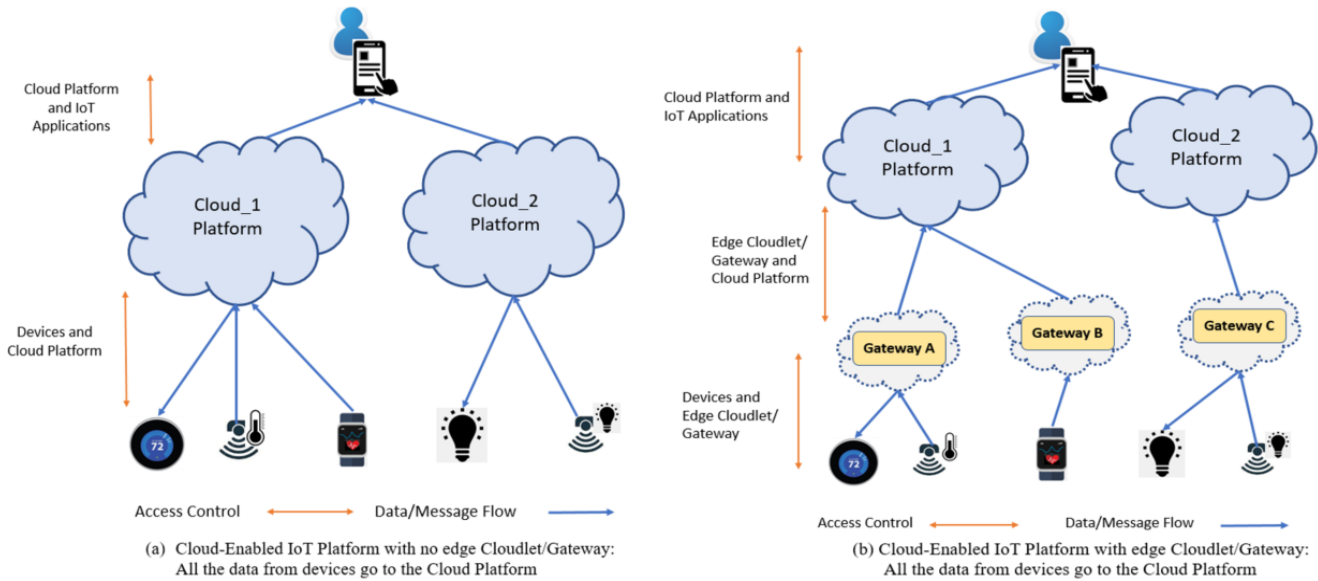 Cloud Platform
and IoT
Applications
Cloud_1
Platform
Cloud_2
Platform
Devices and
Cloud Platform
72
Access Control
Data/Message Flow
(a) Cloud-Enabled IoT Platform with no edge Cloudlet/Gateway:
All the data from devices go to the Cloud Platform
Cloud Platform and
IoT Applications
Cloud_1
Platform
Cloud_2
Platform
Edge Cloudlet/
Gateway and
Cloud Platform
Gateway A
Gateway B
Gateway C
Devices and
Edge Cloudlet/
Gateway
72
Access Control
Data/Message Flow
(b) Cloud-Enabled IoT Platform with edge Cloudlet/Gateway:
All the data from devices go to the Cloud Platform